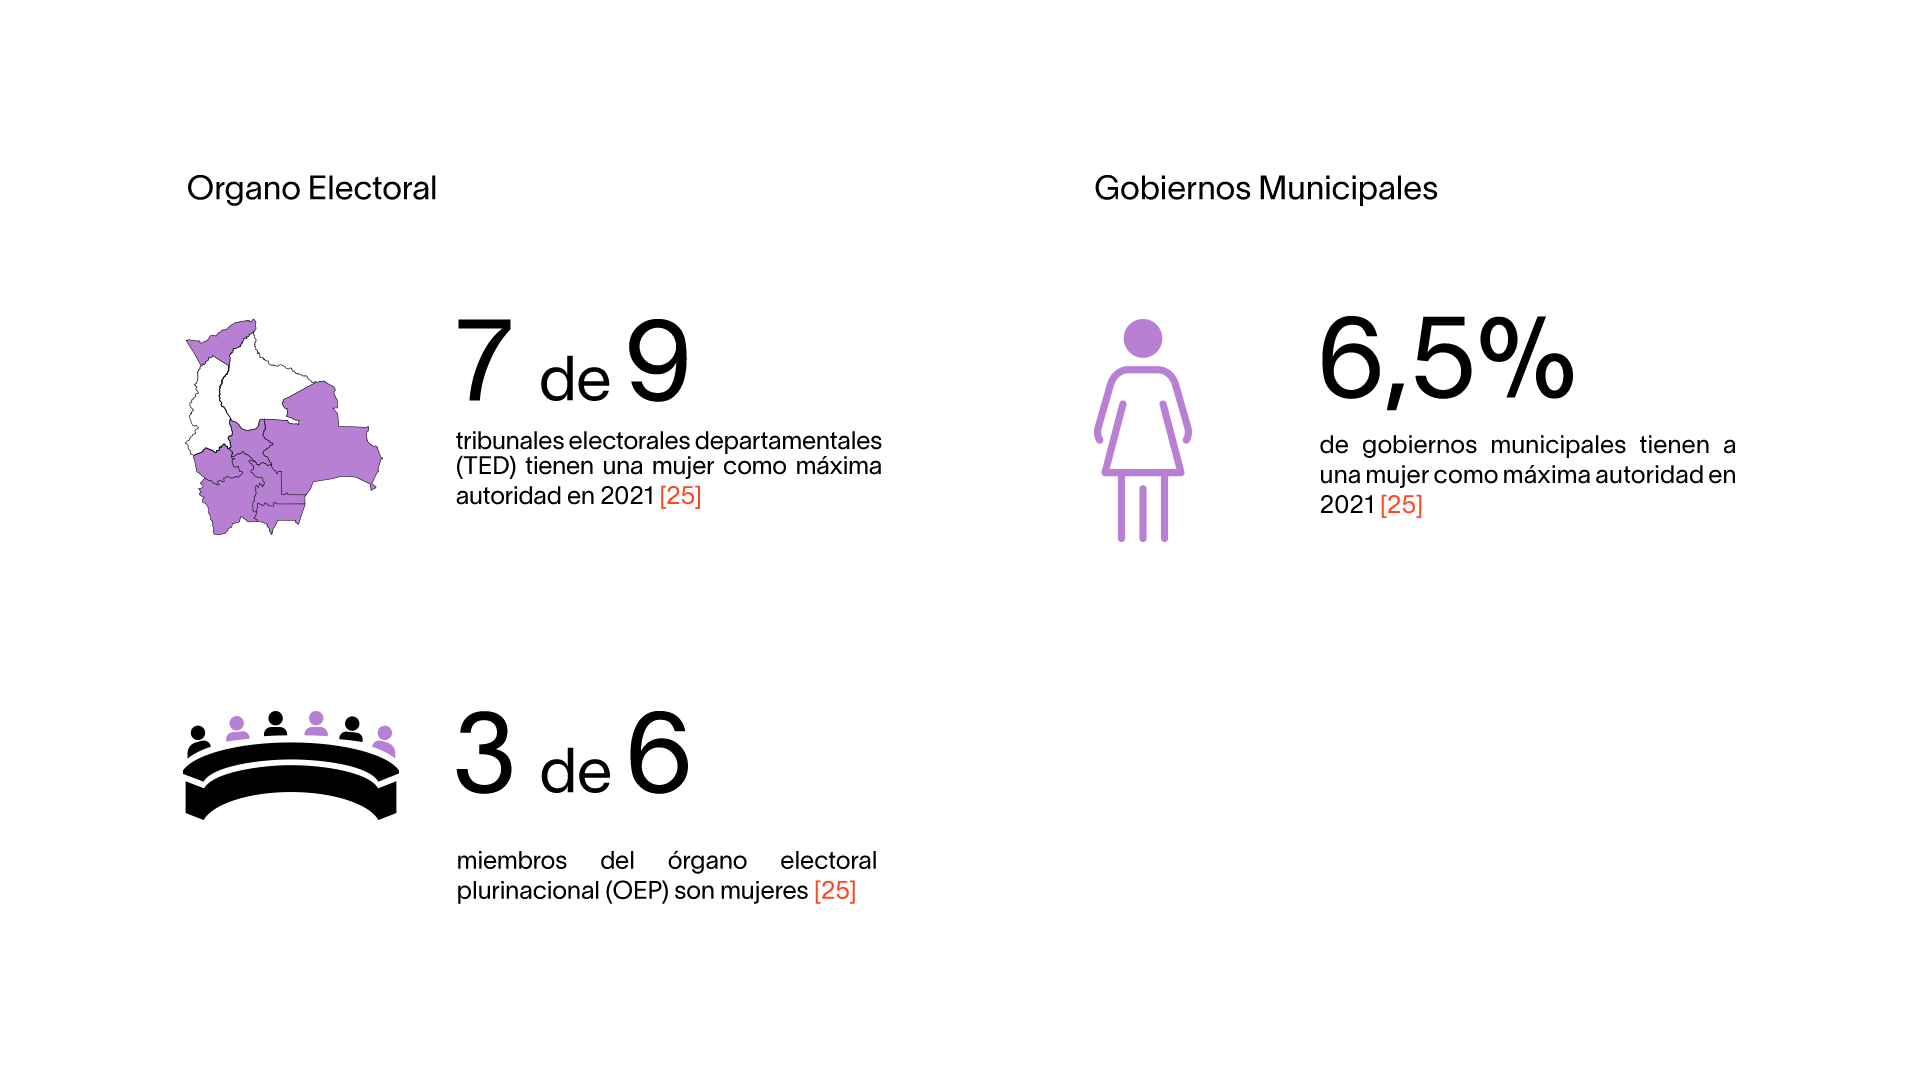 Organo Electoral
7 de 9
tribunales electorales departamentales
(TED) tienen una mujer como máxima
autoridad en 2021 [25]
3 de 6
miembros del órgano electoral
plurinacional (OEP) son mujeres [25]
Gobiernos Municipales
6,5%
de gobiernos municipales tienen a
una mujer como máxima autoridad en
2021 [25]